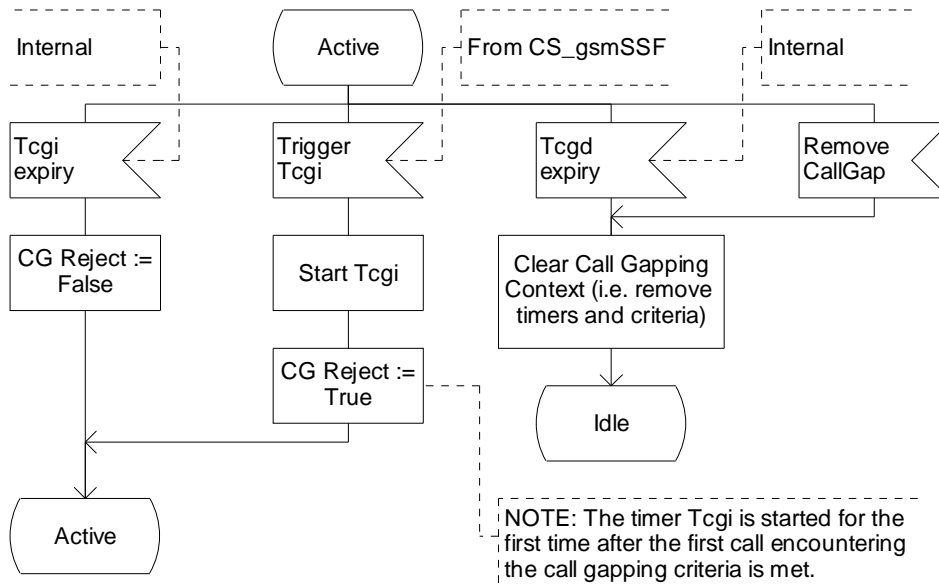 Internal
Active
From CS_gsmSSF
Internal
Tcgi
expiry
Trigger
Tcgi
Tcgd
expiry
Remove
CallGap
CG Reject :=
False
Start Tcgi
Clear Call Gapping
Context (i.e. remove
timers and criteria)
CG Reject :=
True
Idle
Active
NOTE: The timer Tcgi is started for the
first time after the first call encountering
the call gapping criteria is met.